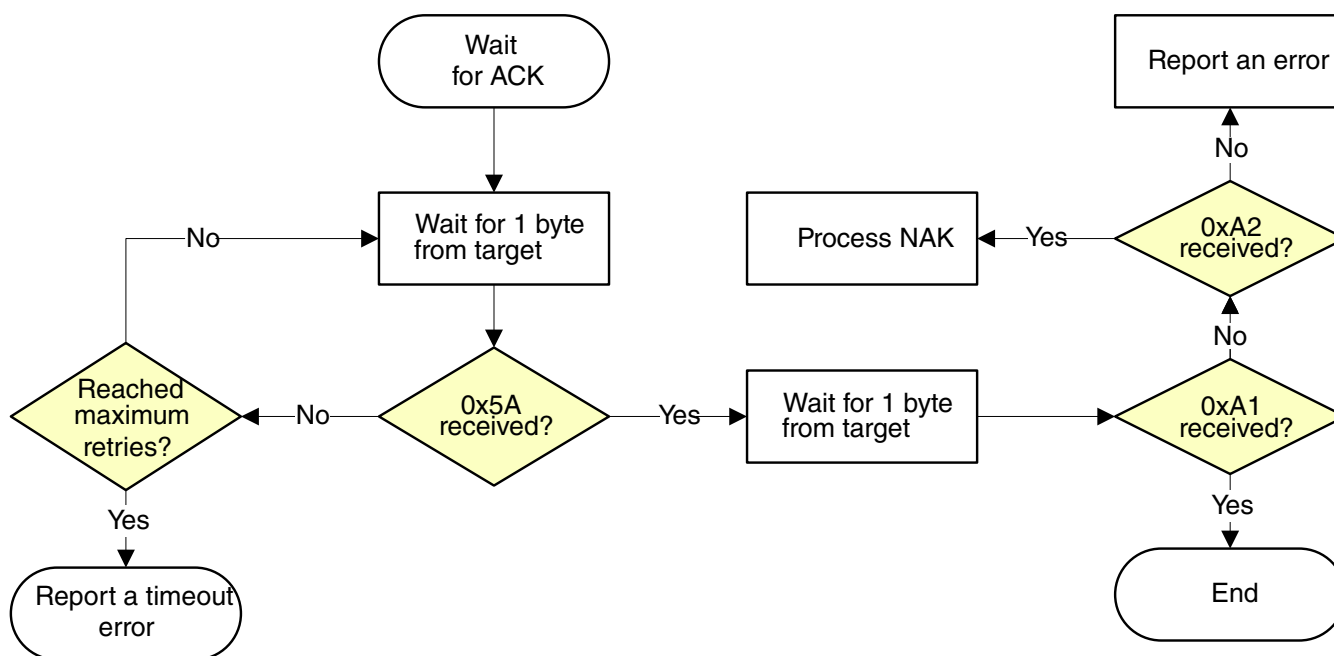 Wait
for ACK
Report an error
No
Wait for 1 byte
from target
No
Process NAK
Yes
0xA2
received?
No
Reached
maximum
retries?
No
0x5A
received?
Yes
Wait for 1 byte
from target
0xA1
received?
Yes
Yes
Report a timeout
error
End